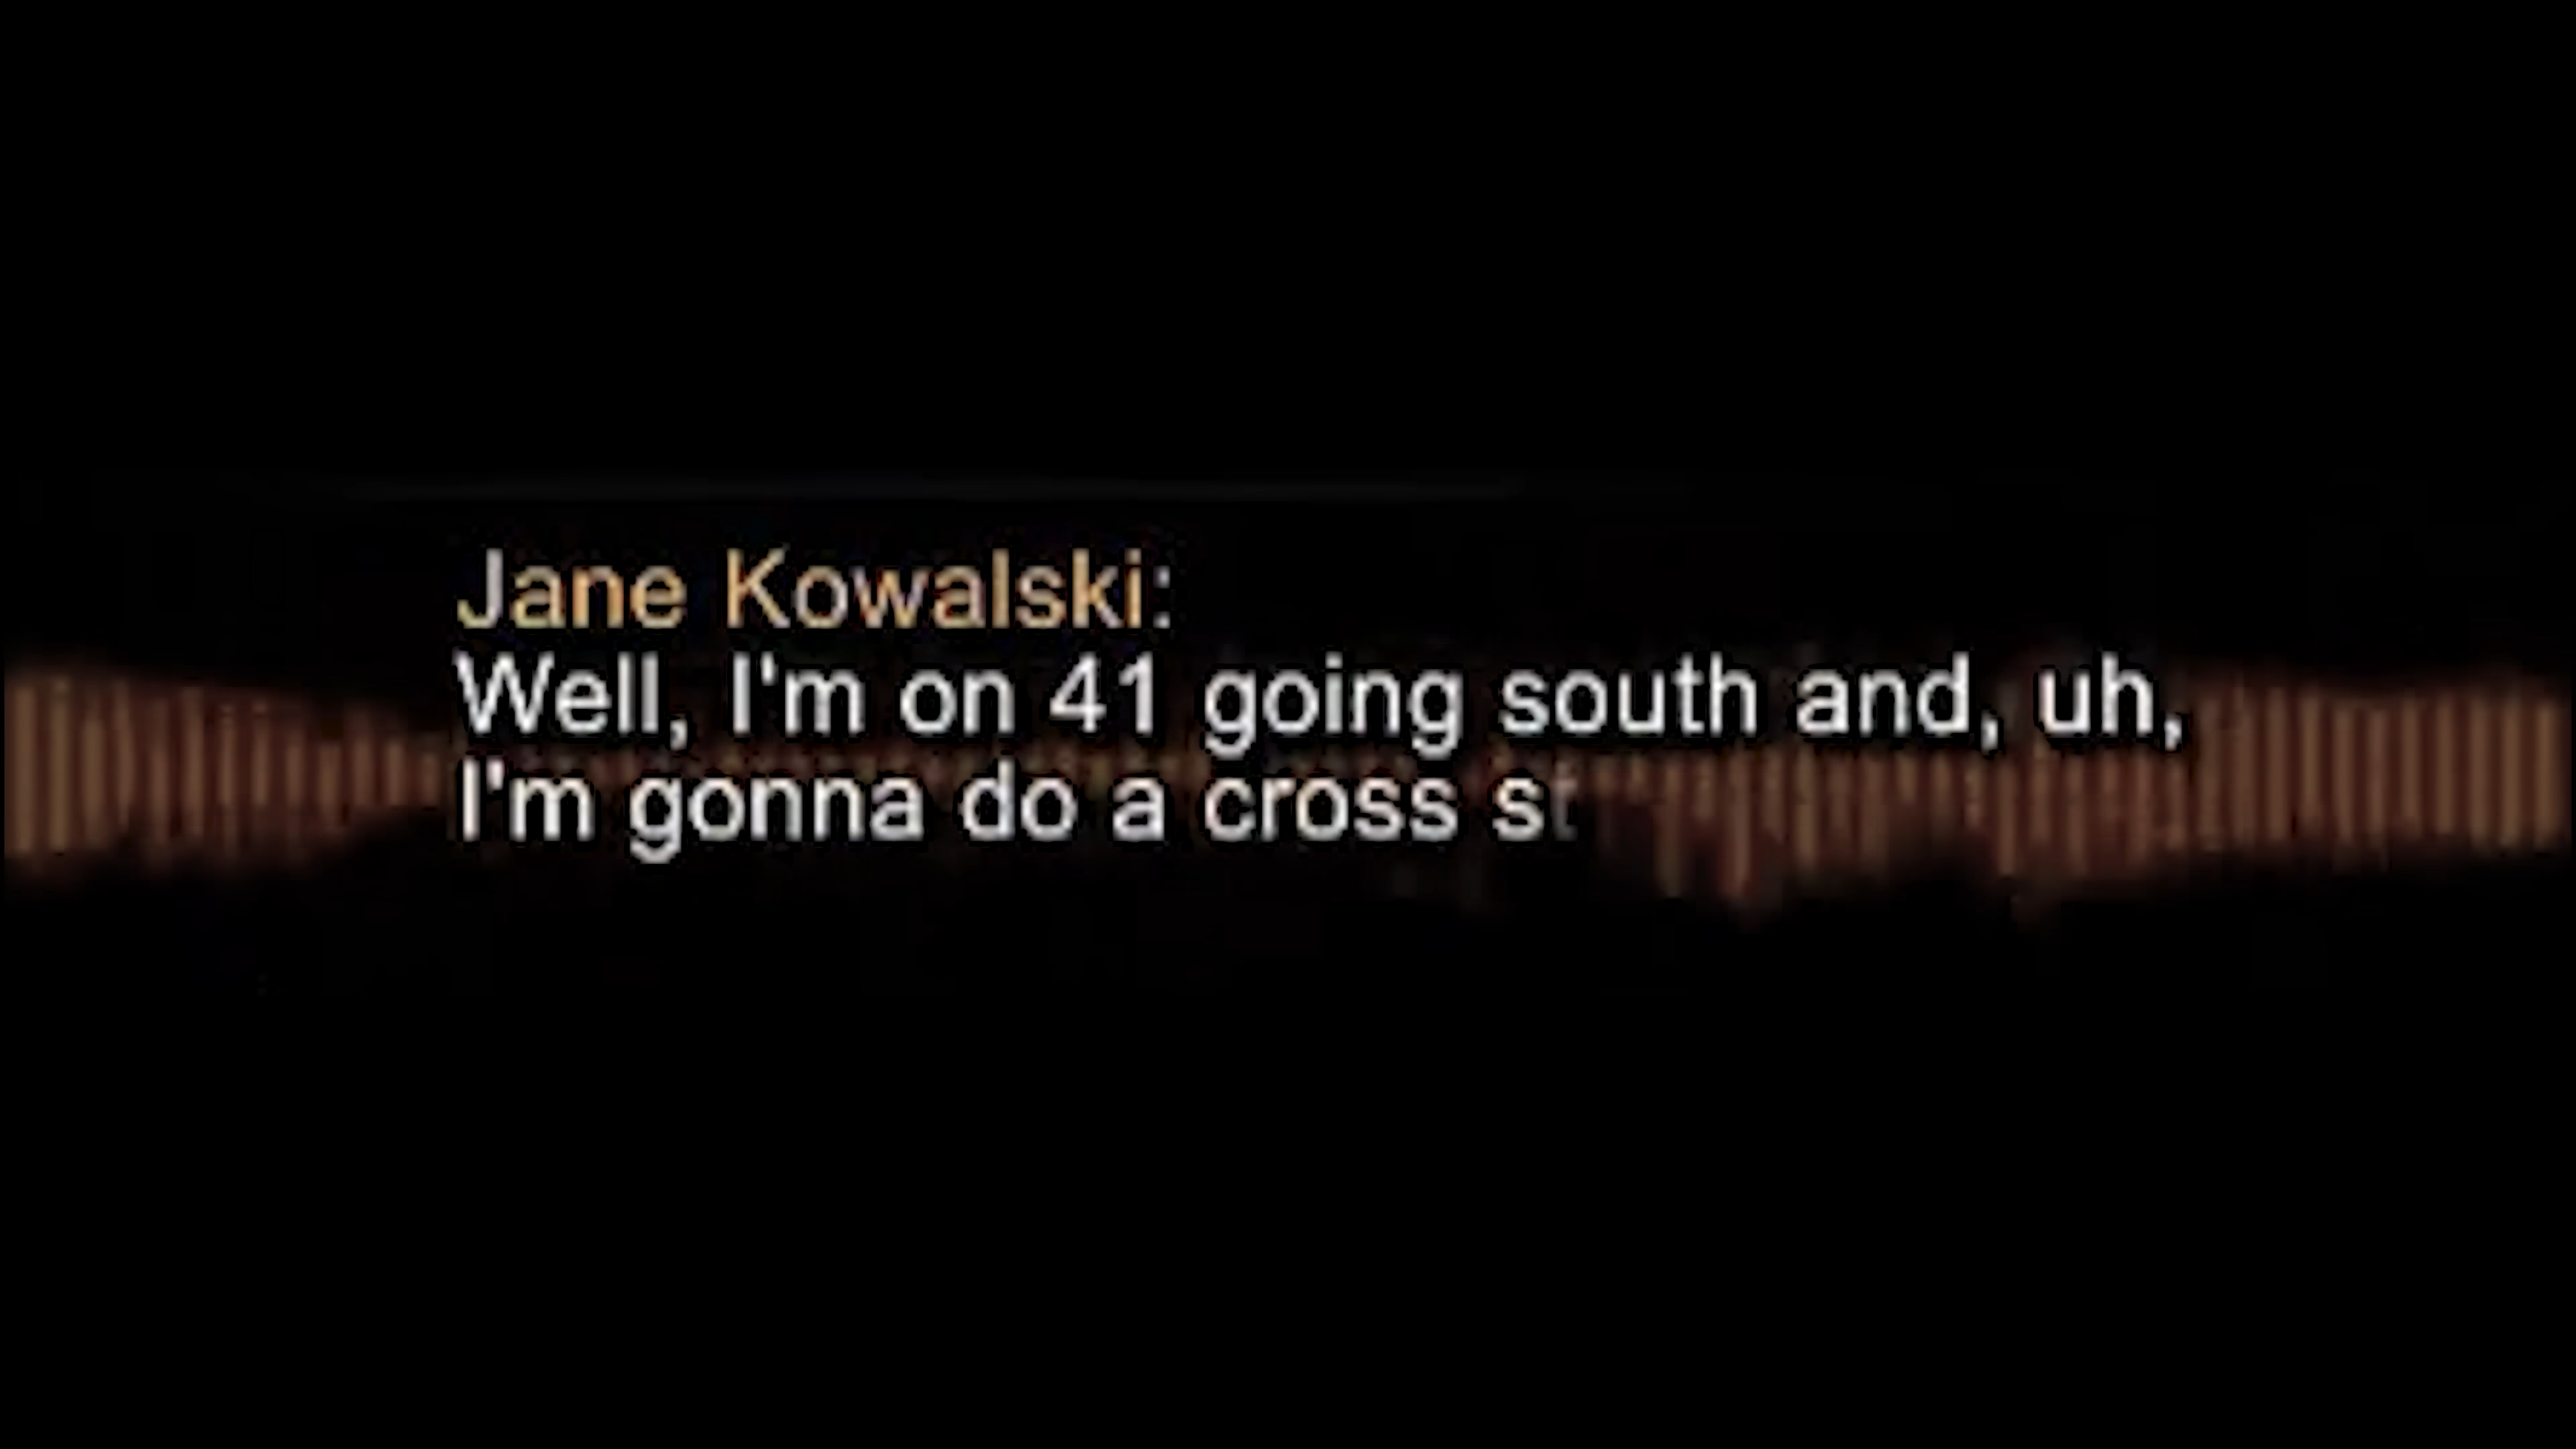 Jane Kowalski:
Well, I'm on 41 going south and, uh,
I'm gonna do a cross st